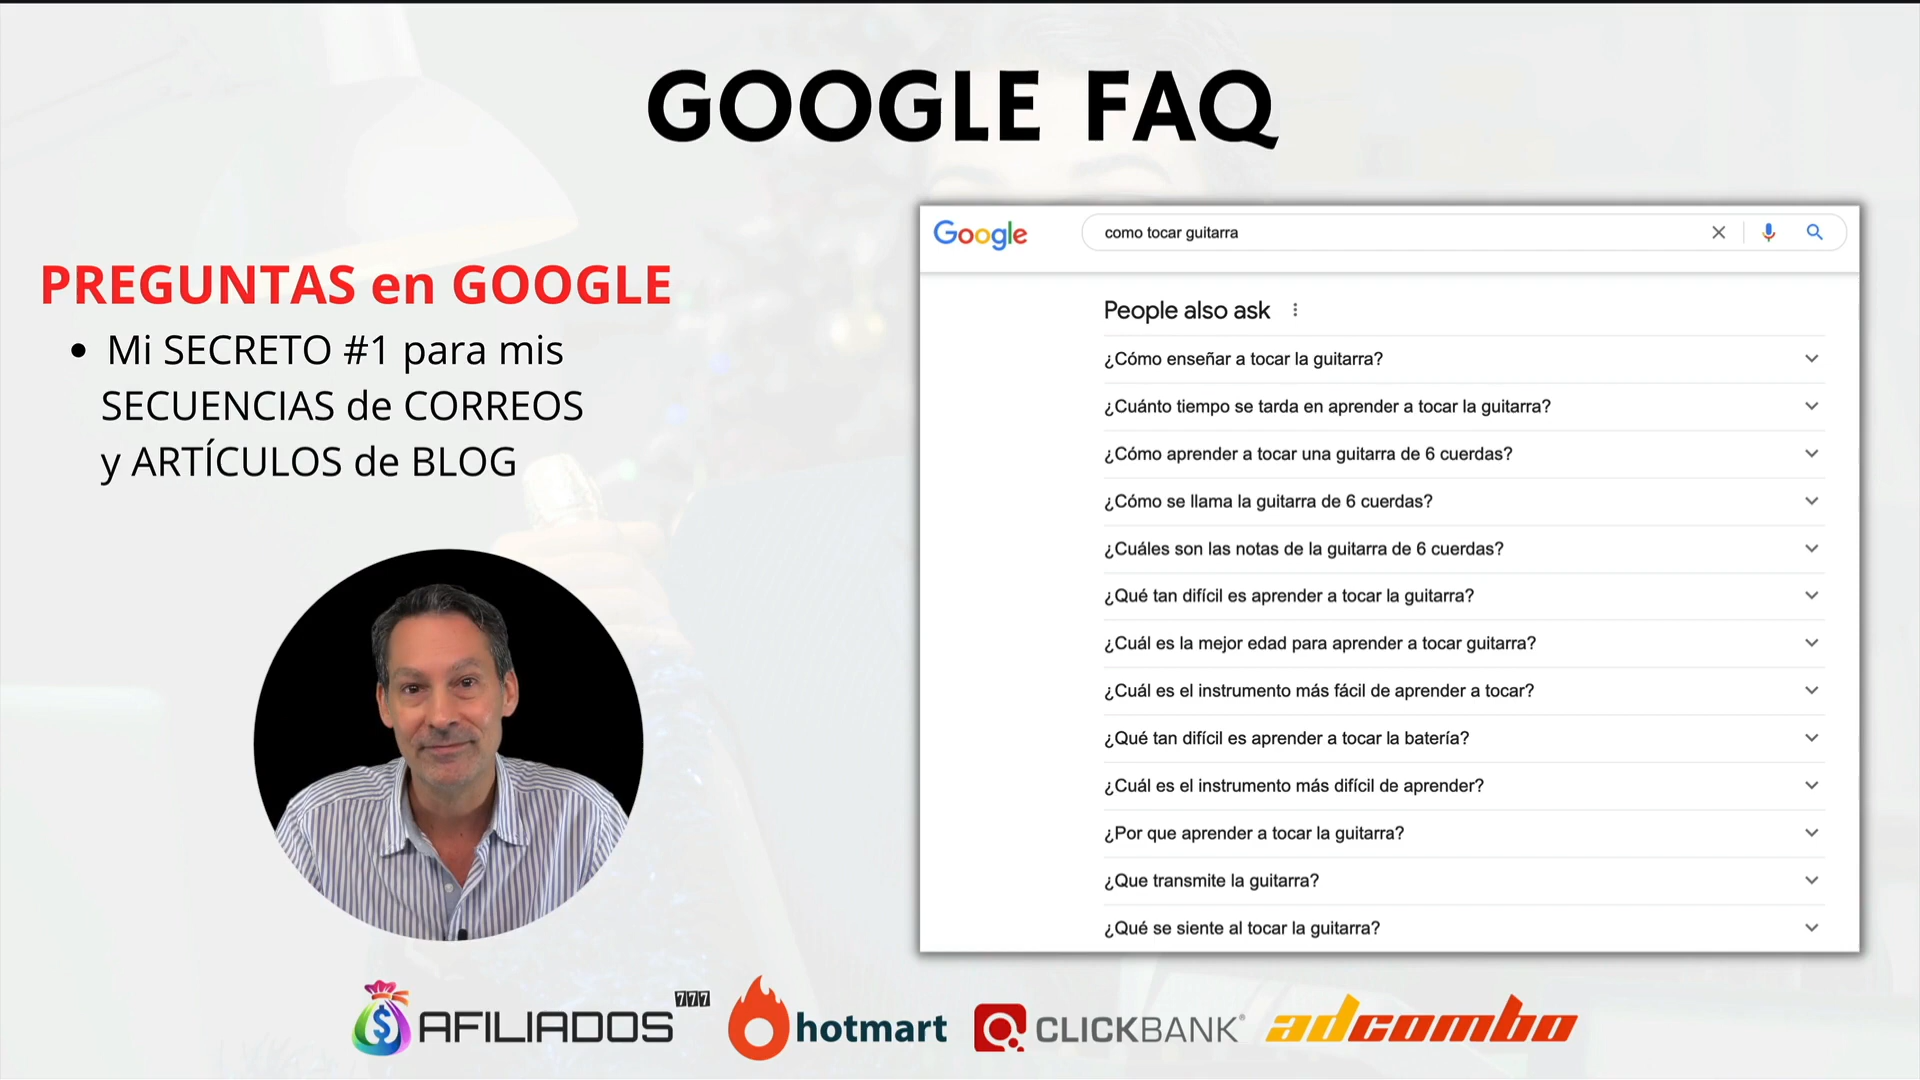 GOOGLE FAQ
PREGUNTAS en GOOGLE
• Mi SECRETO #1 para mis
SECUENCIAS de CORREOS
y ARTÍCULOS de BLOG
Google
como tocar guitarra
People also ask
¿Cómo enseñar a tocar la guitarra?
¿Cuánto tiempo se tarda en aprender a tocar la guitarra?
¿Cómo aprender a tocar una guitarra de 6 cuerdas?
¿Cómo se llama la guitarra de 6 cuerdas?
¿Cuáles son las notas de la guitarra de 6 cuerdas?
¿Qué tan difícil es aprender a tocar la guitarra?
¿Cuál es la mejor edad para aprender a tocar guitarra?
¿Cuál es el instrumento más fácil de aprender a tocar?
¿Qué tan difícil es aprender a tocar la batería?
¿Cuál es el instrumento más difícil de aprender?
¿Por que aprender a tocar la guitarra?
¿Que transmite la guitarra?
¿Qué se siente al tocar la guitarra?
AFILIADOS 777
hotmart
CLICKBANK®
adcombo